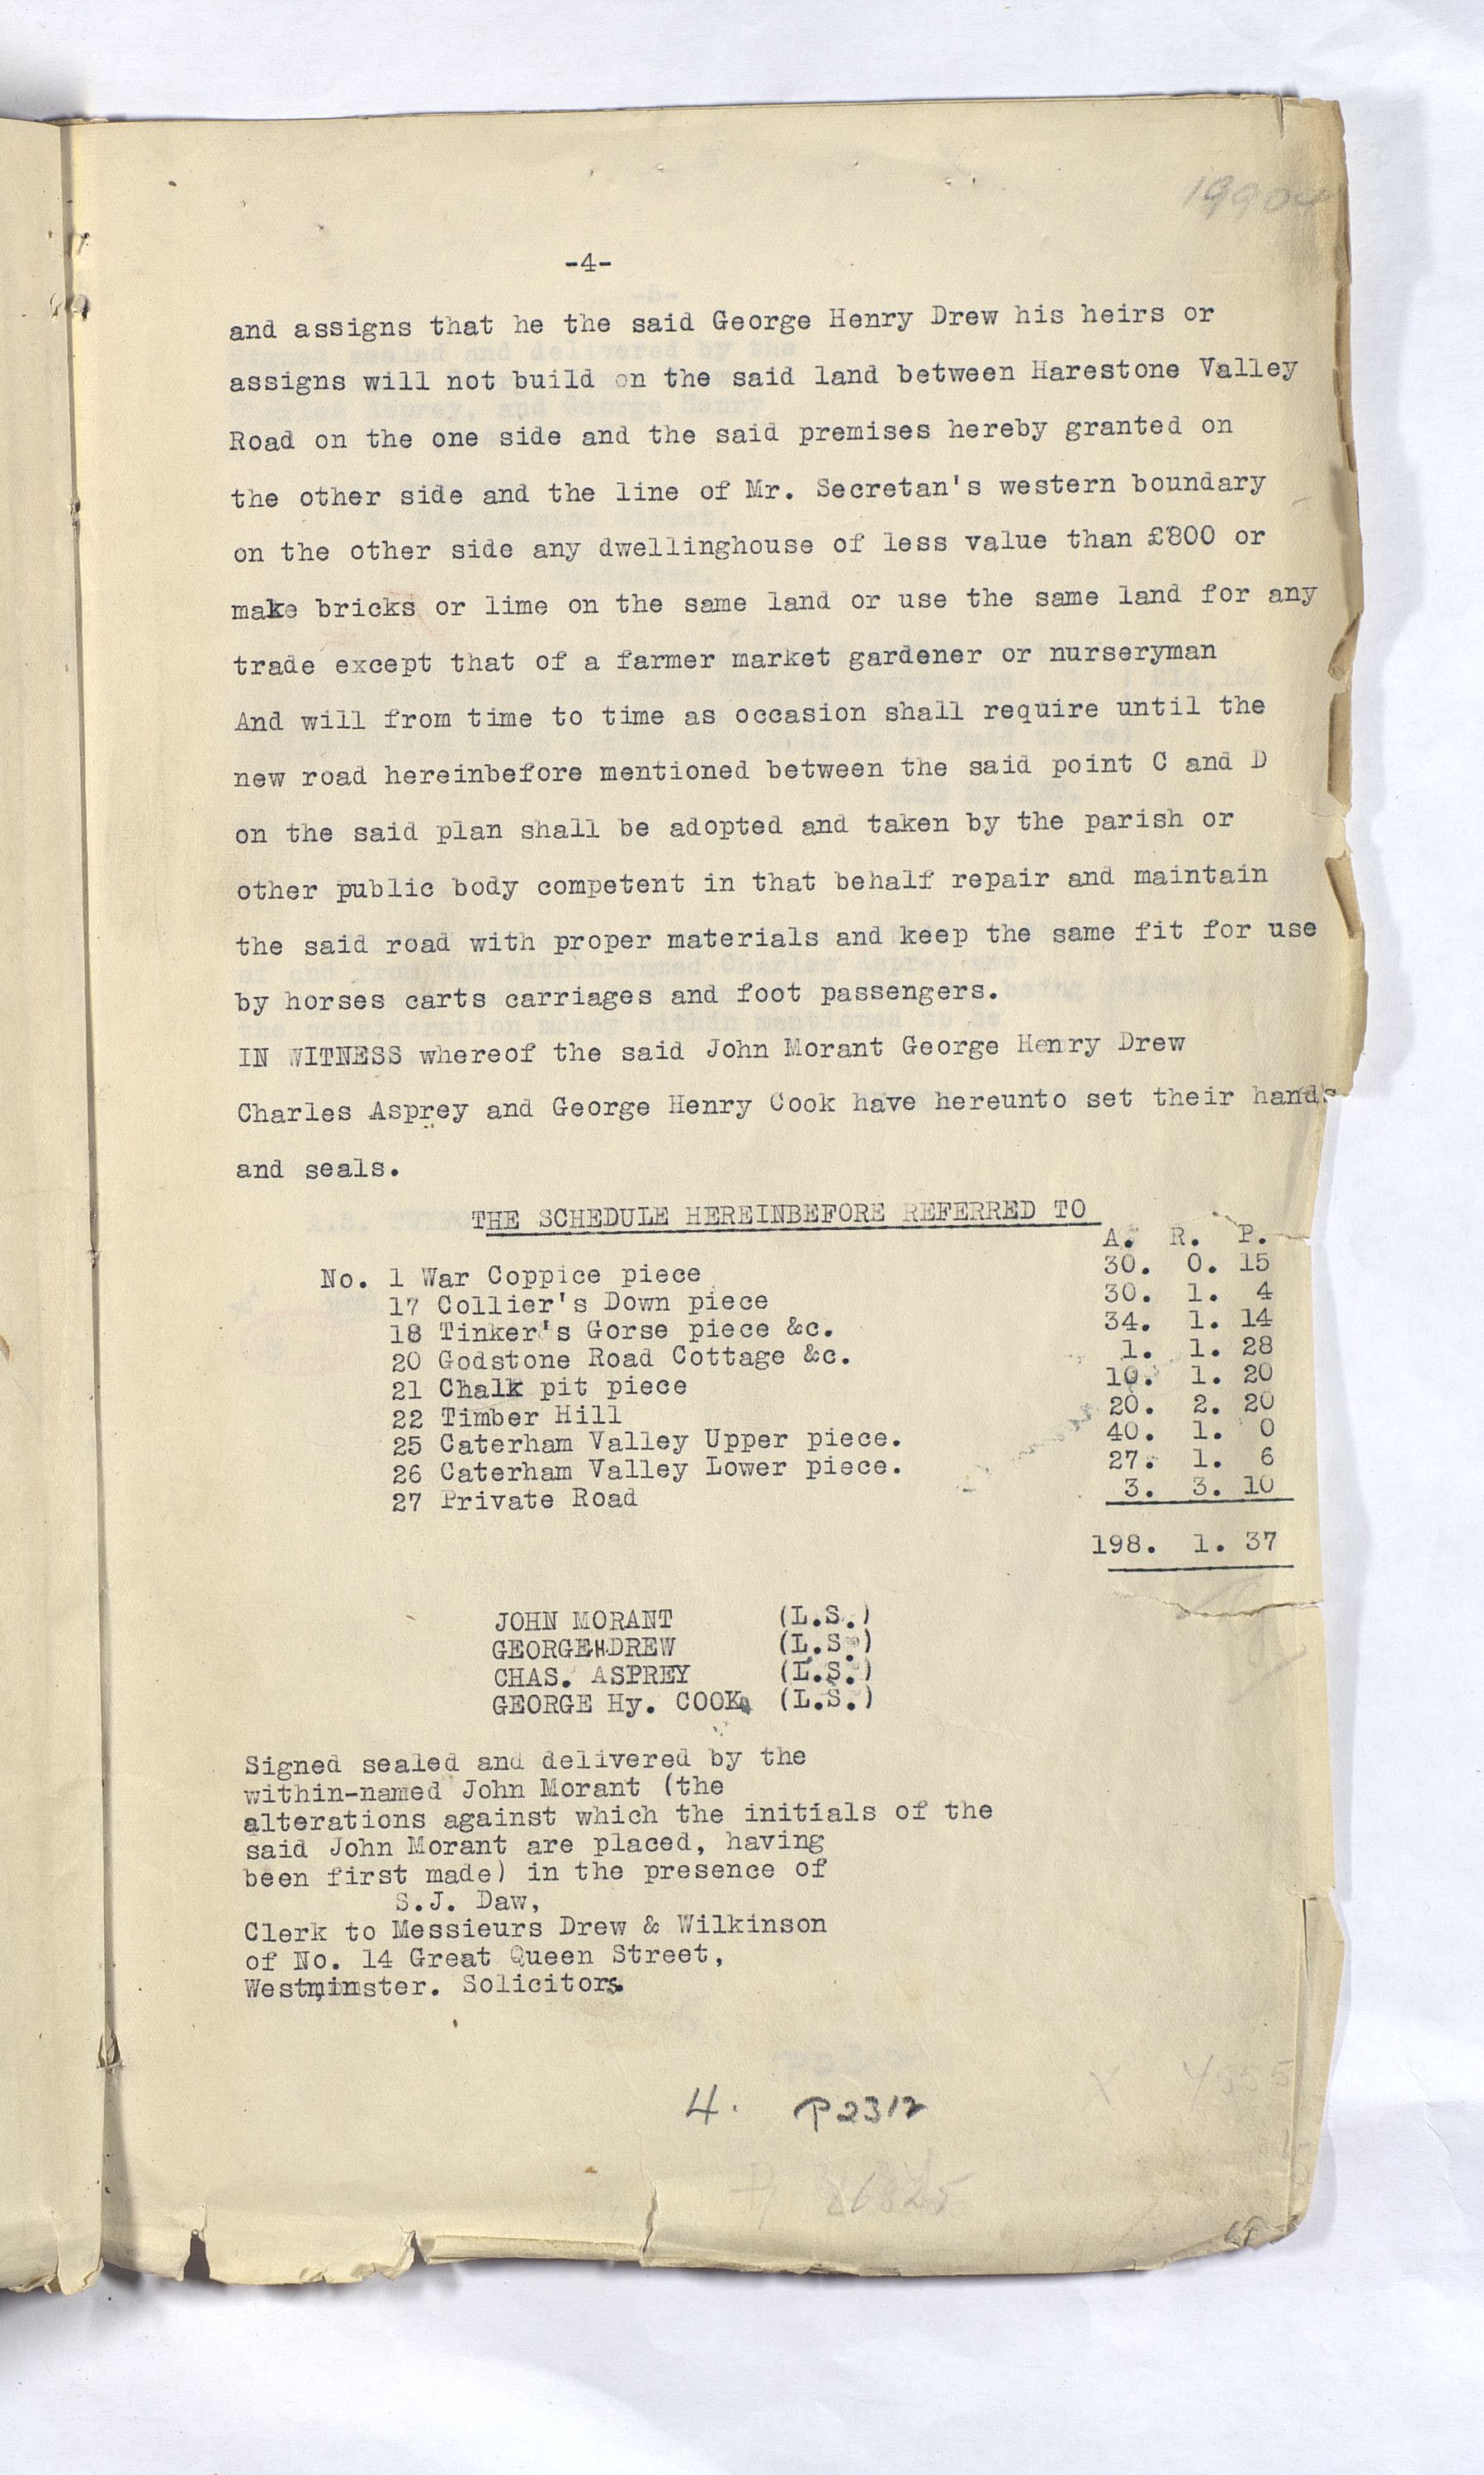 19904
-4-
and assigns that he the said George Henry Drew his heirs or
assigns will not build on the said land between Harestone Valley
Road on the one side and the said premises hereby granted on
the other side and the line of Mr. Secretan's western boundary
on the other side any dwellinghouse of less value than £800 or
make bricks or lime on the same land or use the same land for any
trade except that of a farmer market gardener or nurseryman
And will from time to time as occasion shall require until the
new road hereinbefore mentioned between the said point C and D
on the said plan shall be adopted and taken by the parish or
other public body competent in that behalf repair and maintain
the said road with proper materials and keep the same fit for use
by horses carts carriages and foot passengers.
IN WITNESS whereof the said John Morant George Henry Drew
Charles Asprey and George Henry Cook have hereunto set their hands
and seals.
THE SCHEDULE HEREINBEFORE REFERRED TO
A. R. P.
No. 1 War Coppice piece 30. 0. 15
17 Collier's Down piece 30. 1. 4
18 Tinker's Gorse piece &c. 34. 1. 14
20 Godstone Road Cottage &c. 1. 1. 28
21 Chalk pit piece 10. 1. 20
22 Timber Hill 20. 2. 20
25 Caterham Valley Upper piece. 40. 1. 0
26 Caterham Valley Lower piece. 27. 1. 6
27 Private Road 3. 3. 10
198. 1. 37
JOHN MORANT (L.S.)
GEORGE H DREW (L.S.)
CHAS. ASPREY (L.S.)
GEORGE Hy. COOK (L.S.)
Signed sealed and delivered by the
within-named John Morant (the
alterations against which the initials of the
said John Morant are placed, having
been first made) in the presence of
S.J. Daw,
Clerk to Messieurs Drew & Wilkinson
of No. 14 Great Queen Street,
Westminster. Solicitors.
4. P2312